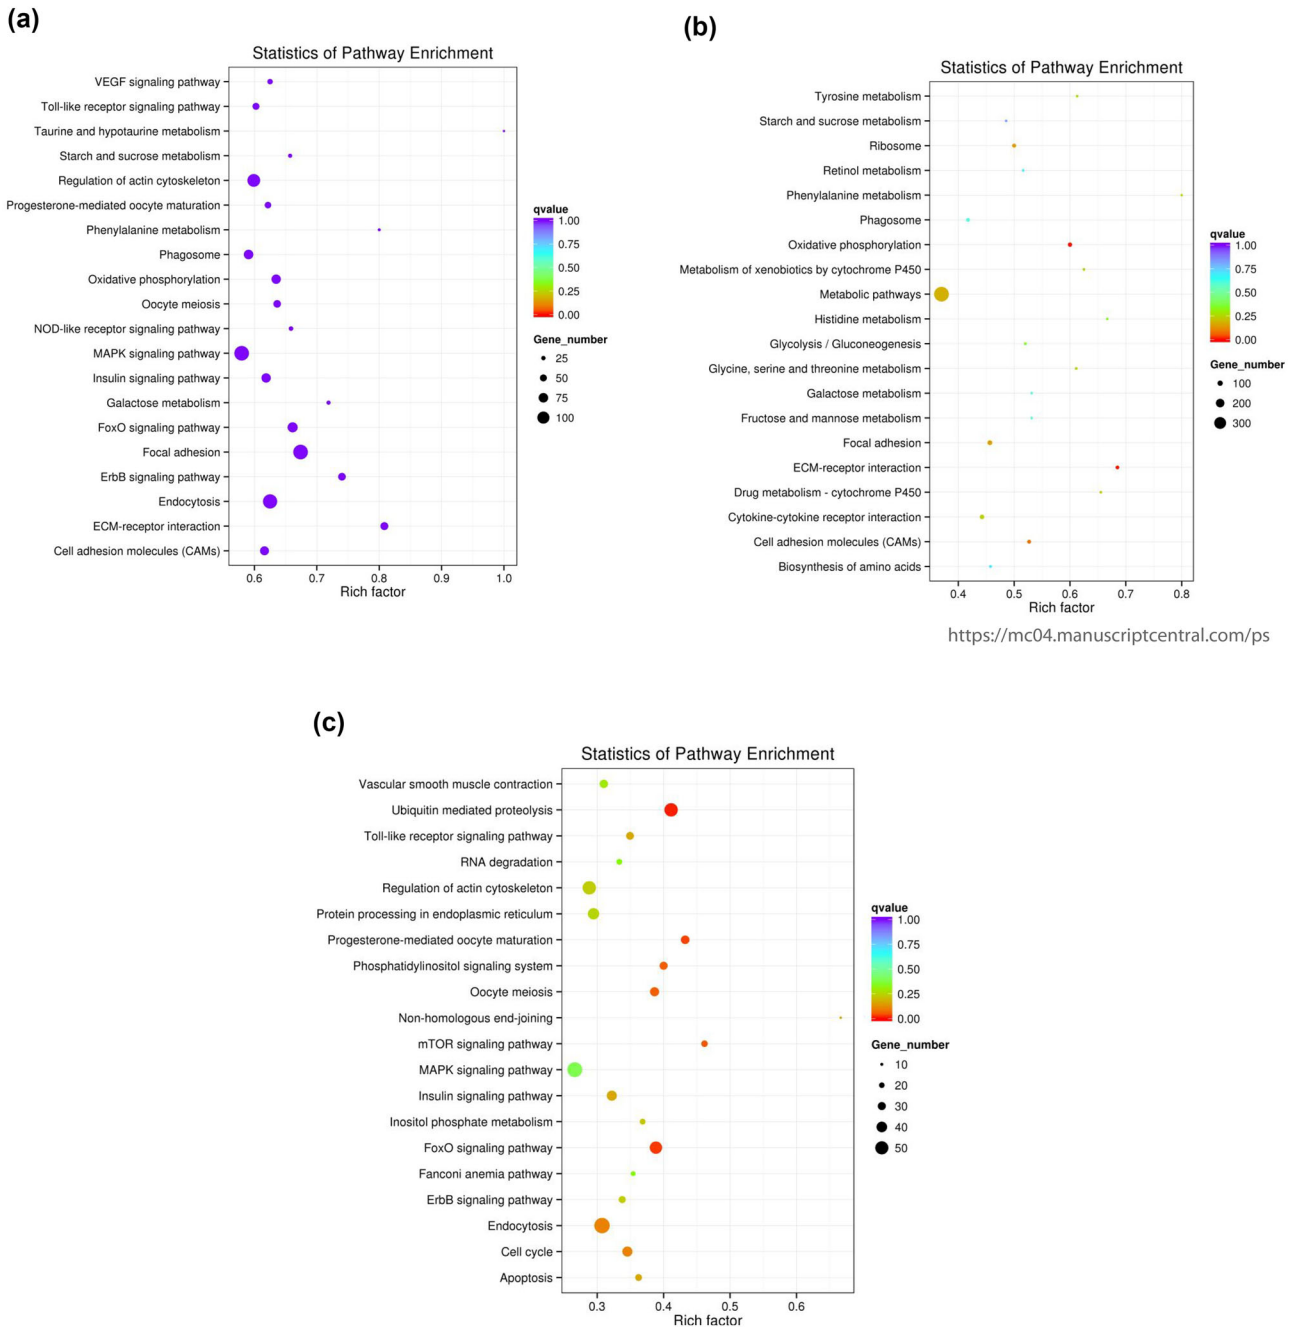 (a)
Statistics of Pathway Enrichment
VEGF signaling pathway
Toll-like receptor signaling pathway
Taurine and hypotaurine metabolism
Starch and sucrose metabolism
Regulation of actin cytoskeleton
Progesterone-mediated oocyte maturation
Phenylalanine metabolism
Phagosome
Oxidative phosphorylation
Oocyte meiosis
NOD-like receptor signaling pathway
MAPK signaling pathway
Insulin signaling pathway
Galactose metabolism
FoxO signaling pathway
Focal adhesion
ErbB signaling pathway
Endocytosis
ECM-receptor interaction
Cell adhesion molecules (CAMs)
0.6 0.7 0.8 0.9 1.0
Rich factor
qvalue
1.00
0.75
0.50
0.25
0.00
Gene_number
25
50
75
100
(b)
Statistics of Pathway Enrichment
Tyrosine metabolism
Starch and sucrose metabolism
Ribosome
Retinol metabolism
Phenylalanine metabolism
Phagosome
Oxidative phosphorylation
Metabolism of xenobiotics by cytochrome P450
Metabolic pathways
Histidine metabolism
Glycolysis / Gluconeogenesis
Glycine, serine and threonine metabolism
Galactose metabolism
Fructose and mannose metabolism
Focal adhesion
ECM-receptor interaction
Drug metabolism - cytochrome P450
Cytokine-cytokine receptor interaction
Cell adhesion molecules (CAMs)
Biosynthesis of amino acids
0.4 0.5 0.6 0.7 0.8
Rich factor
qvalue
1.00
0.75
0.50
0.25
0.00
Gene_number
100
200
300
https://mc04.manuscriptcentral.com/ps
(c)
Statistics of Pathway Enrichment
Vascular smooth muscle contraction
Ubiquitin mediated proteolysis
Toll-like receptor signaling pathway
RNA degradation
Regulation of actin cytoskeleton
Protein processing in endoplasmic reticulum
Progesterone-mediated oocyte maturation
Phosphatidylinositol signaling system
Oocyte meiosis
Non-homologous end-joining
mTOR signaling pathway
MAPK signaling pathway
Insulin signaling pathway
Inositol phosphate metabolism
FoxO signaling pathway
Fanconi anemia pathway
ErbB signaling pathway
Endocytosis
Cell cycle
Apoptosis
0.3 0.4 0.5 0.6
Rich factor
qvalue
1.00
0.75
0.50
0.25
0.00
Gene_number
10
20
30
40
50